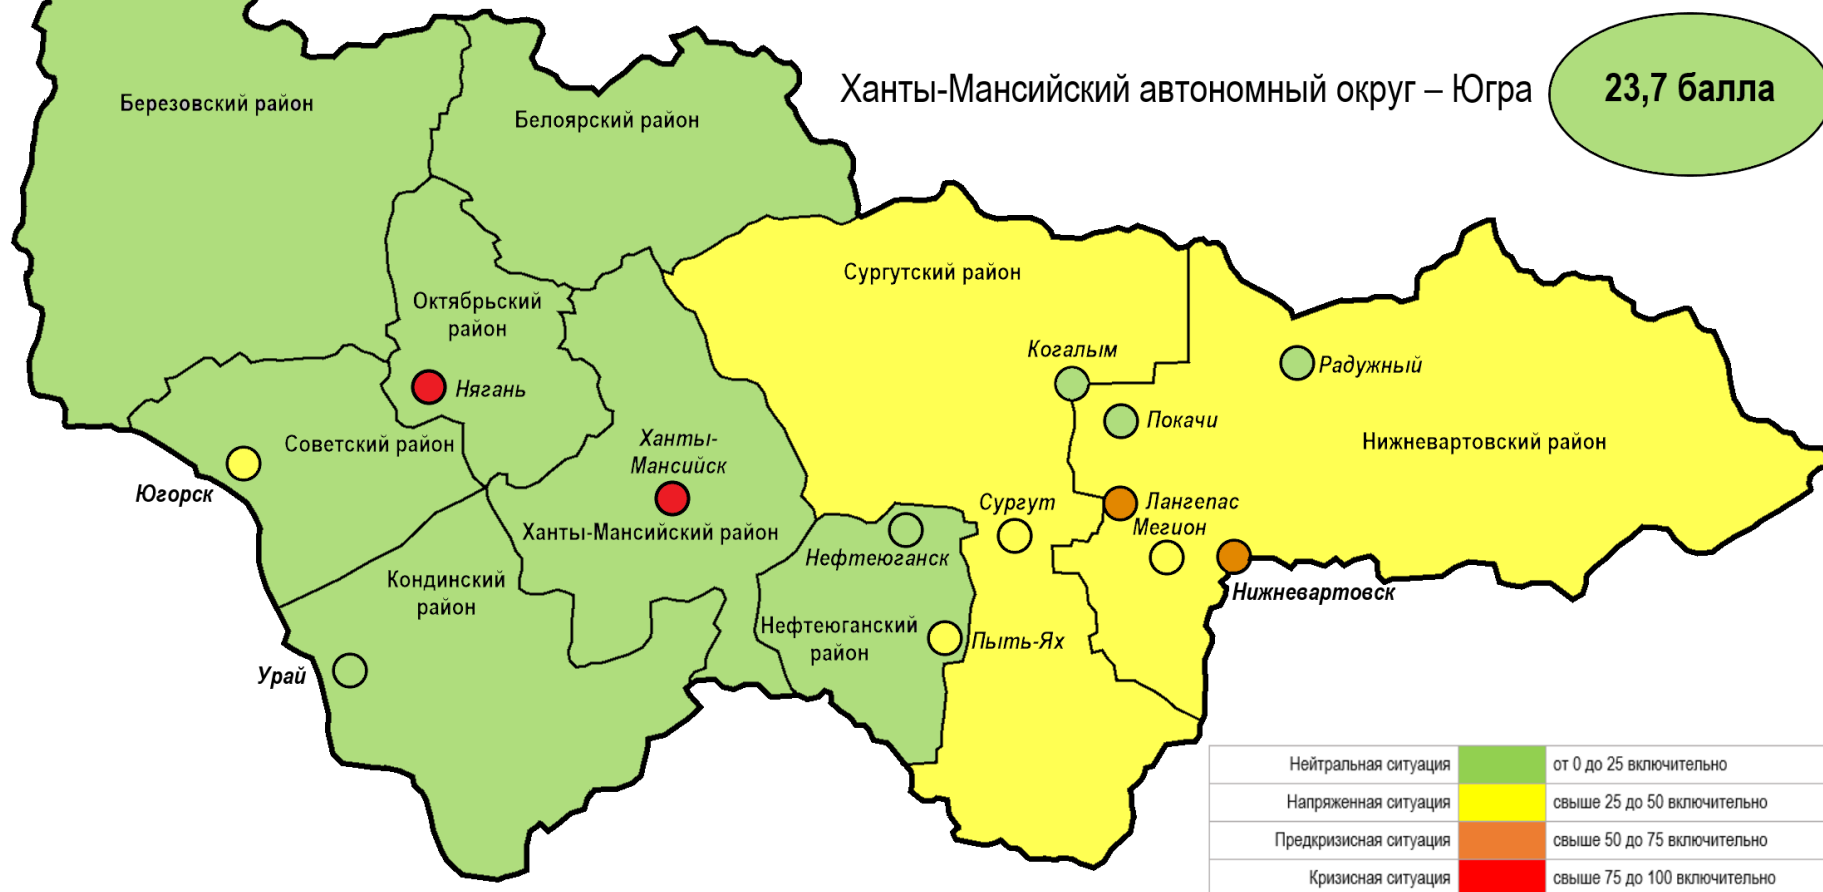 Ханты-Мансийский автономный округ – Югра
23,7 балла
Березовский район
Белоярский район
Сургутский район
Октябрьский
район
Когалым
Радужный
Нягань
Покачи
Ханты-
Мансийск
Советский район
Нижневартовский район
Югорск
Сургут
Лангепас
Мегион
Ханты-Мансийский район
Нефтеюганск
Кондинский
район
Нижневартовск
Нефтеюганский
район
Пыть-Ях
Урай
Нейтральная ситуация от 0 до 25 включительно
Напряженная ситуация свыше 25 до 50 включительно
Предкризисная ситуация свыше 50 до 75 включительно
Кризисная ситуация свыше 75 до 100 включительно